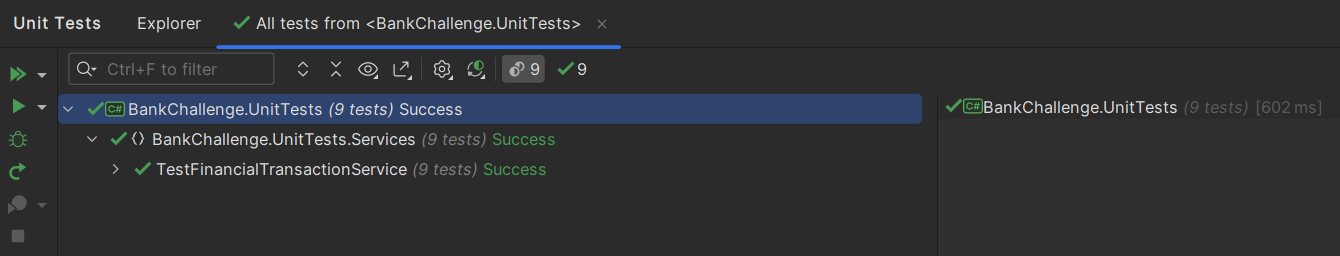 Unit Tests Explorer All tests from <BankChallenge.UnitTests>
Ctrl+F to filter 9 9
C# BankChallenge.UnitTests (9 tests) Success
C# BankChallenge.UnitTests (9 tests) [602 ms]
BankChallenge.UnitTests.Services (9 tests) Success
TestFinancialTransactionService (9 tests) Success